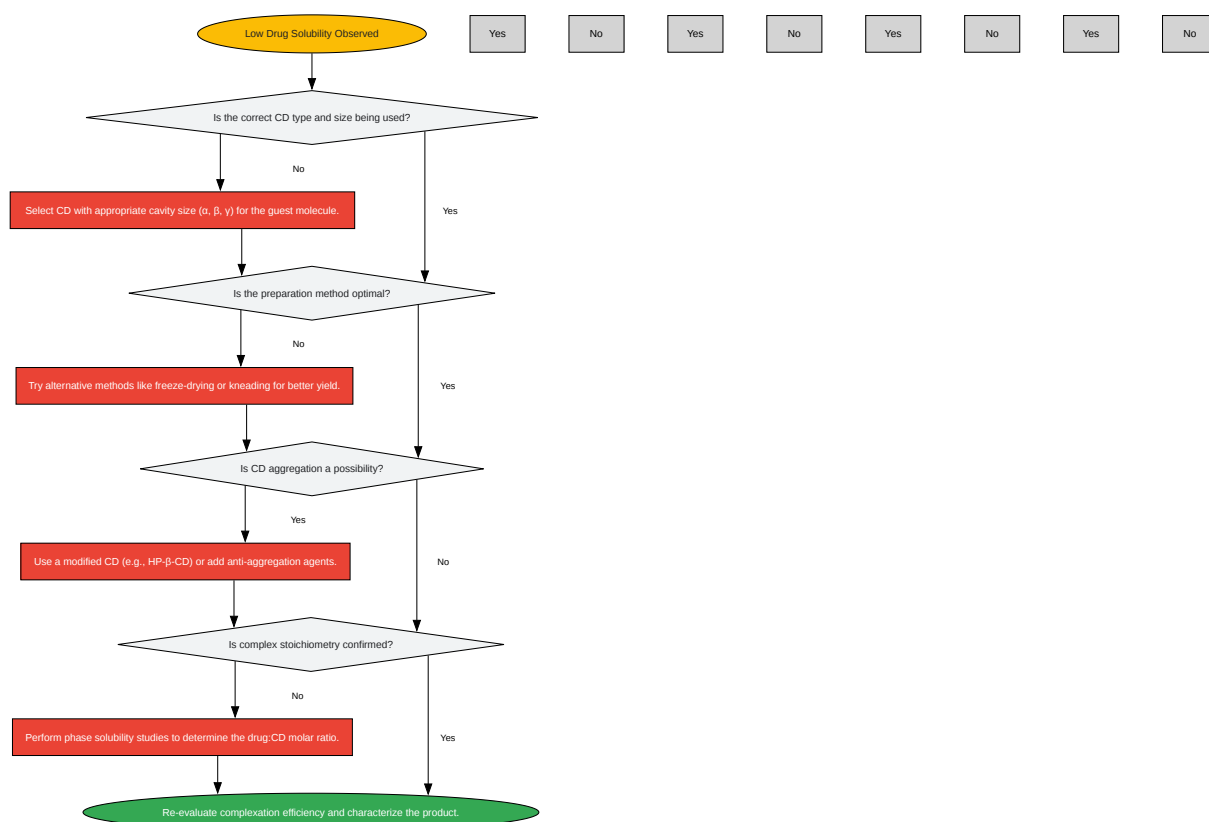 Low Drug Solubility Observed
Yes
No
Yes
No
Yes
No
Yes
No
Is the correct CD type and size being used?
No
Select CD with appropriate cavity size (α, β, γ) for the guest molecule.
Yes
Is the preparation method optimal?
No
Try alternative methods like freeze-drying or kneading for better yield.
Yes
Is CD aggregation a possibility?
Yes
Use a modified CD (e.g., HP-β-CD) or add anti-aggregation agents.
No
Is complex stoichiometry confirmed?
No
Perform phase solubility studies to determine the drug:CD molar ratio.
Yes
Re-evaluate complexation efficiency and characterize the product.